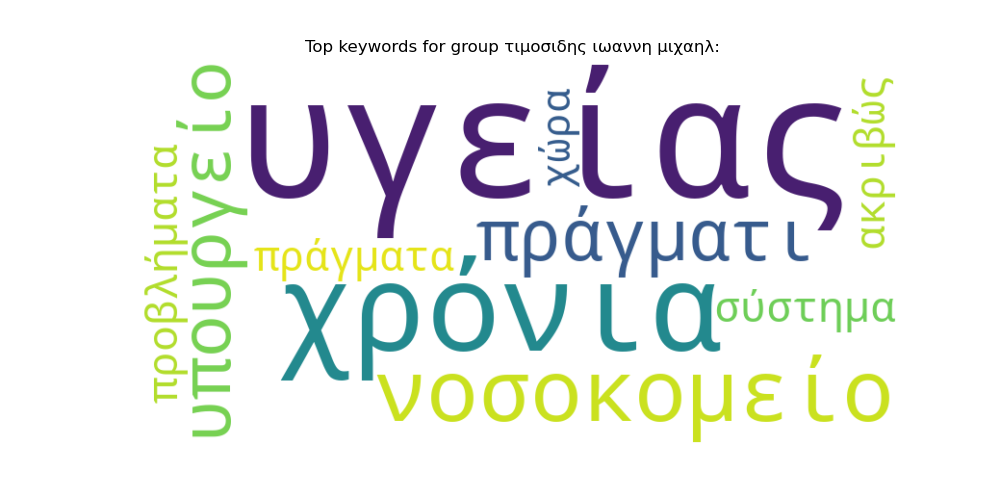 Top keywords for group τιμοσιδης ιωαννη μιχαηλ:
υγείας
χώρα
ακριβώς
υπουργείο
προβλήματα
πράγματι
πράγματα
χρόνια
σύστημα
νοσοκομείο